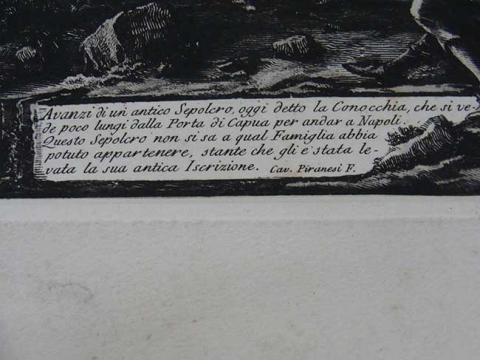 Avanzi di un' antico Sepolcro, oggi detto la Conocchia, che si ve-
de poco lungi dalla Porta di Capua per andar a Napoli.
Questo Sepolcro non si sa a qual Famiglia abbia
potuto appartenere, stante che gli e' stata le-
vata la sua antica Iscrizione. Cav. Piranesi F.